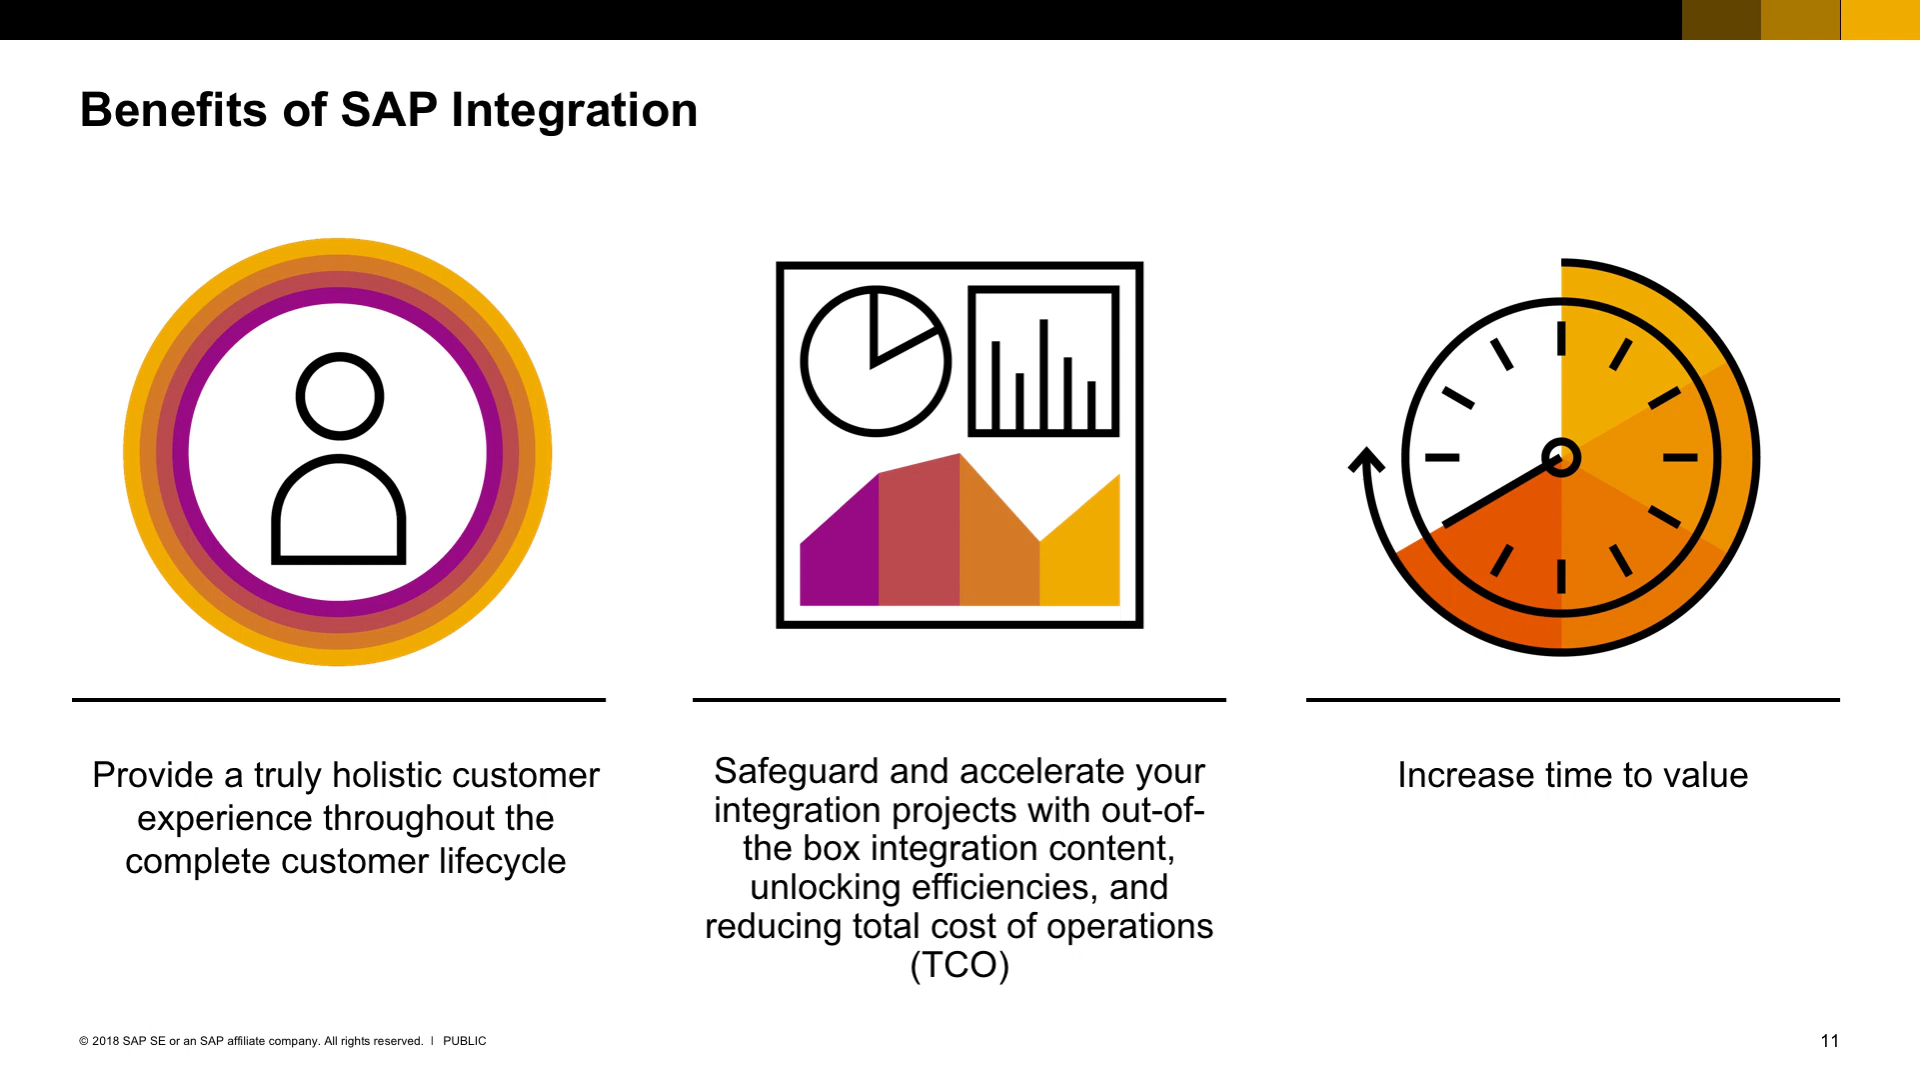 Benefits of SAP Integration
Provide a truly holistic customer
experience throughout the
complete customer lifecycle
Safeguard and accelerate your
integration projects with out-of-
the box integration content,
unlocking efficiencies, and
reducing total cost of operations
(TCO)
Increase time to value
© 2018 SAP SE or an SAP affiliate company. All rights reserved. | PUBLIC
11